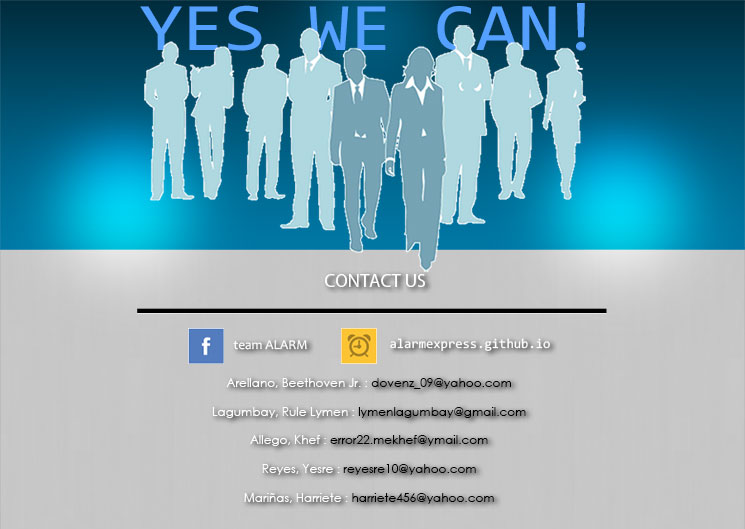 YES WE CAN!
CONTACT US
f team ALARM alarmexpress.github.io
Arellano, Beethoven Jr. : dovenz_09@yahoo.com
Lagumbay, Rule Lymen : lymenlagumbay@gmail.com
Allego, Khef : error22.mekhef@ymail.com
Reyes, Yesre : reyesre10@yahoo.com
Mariñas, Harriete : harriete456@yahoo.com